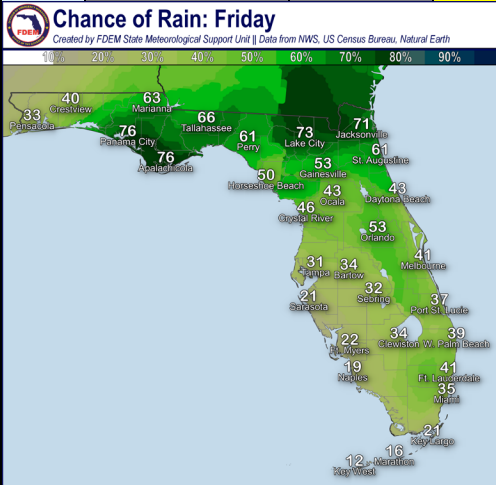 Chance of Rain: Friday
Created by FDEM State Meteorological Support Unit || Data from NWS, US Census Bureau, Natural Earth
FDEM
10% 20% 30% 40% 50% 60% 70% 80% 90%
40
Crestview
63
Marianna
33
Pensacola
66
Tallahassee
71
Jacksonville
76
Panama City
61
Perry
73
Lake City
61
St. Augustine
76
Apalachicola
53
Gainesville
50
Horseshoe Beach
43
Ocala
43
Daytona Beach
46
Crystal River
53
Orlando
41
Melbourne
31
Tampa
34
Bartow
21
Sarasota
32
Sebring
37
Port St. Lucie
22
Ft. Myers
34
Clewiston
39
W. Palm Beach
19
Naples
41
Ft. Lauderdale
35
Miami
21
Key Largo
16
Marathon
12
Key West